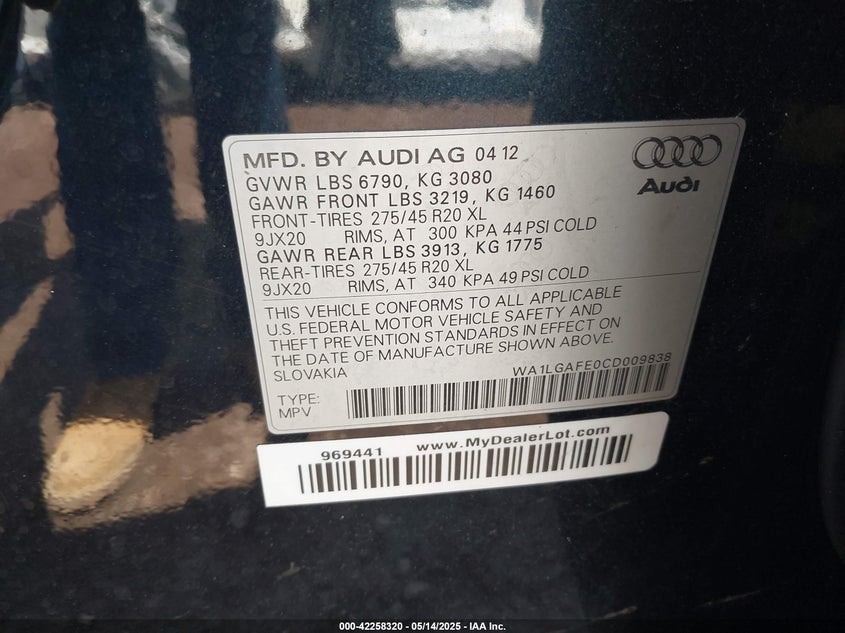 MFD. BY AUDI AG 04 12
GVWR LBS 6790, KG 3080
GAWR FRONT LBS 3219, KG 1460
FRONT-TIRES 275/45 R20 XL
9JX20 RIMS, AT 300 KPA 44 PSI COLD
GAWR REAR LBS 3913, KG 1775
REAR-TIRES 275/45 R20 XL
9JX20 RIMS, AT 340 KPA 49 PSI COLD
Audi
THIS VEHICLE CONFORMS TO ALL APPLICABLE
U.S. FEDERAL MOTOR VEHICLE SAFETY AND
THEFT PREVENTION STANDARDS IN EFFECT ON
THE DATE OF MANUFACTURE SHOWN ABOVE.
SLOVAKIA WA1LGAFE0CD009838
TYPE:
MPV
969441 www.MyDealerLot.com
000-42258320 - 05/14/2025 - IAA Inc.